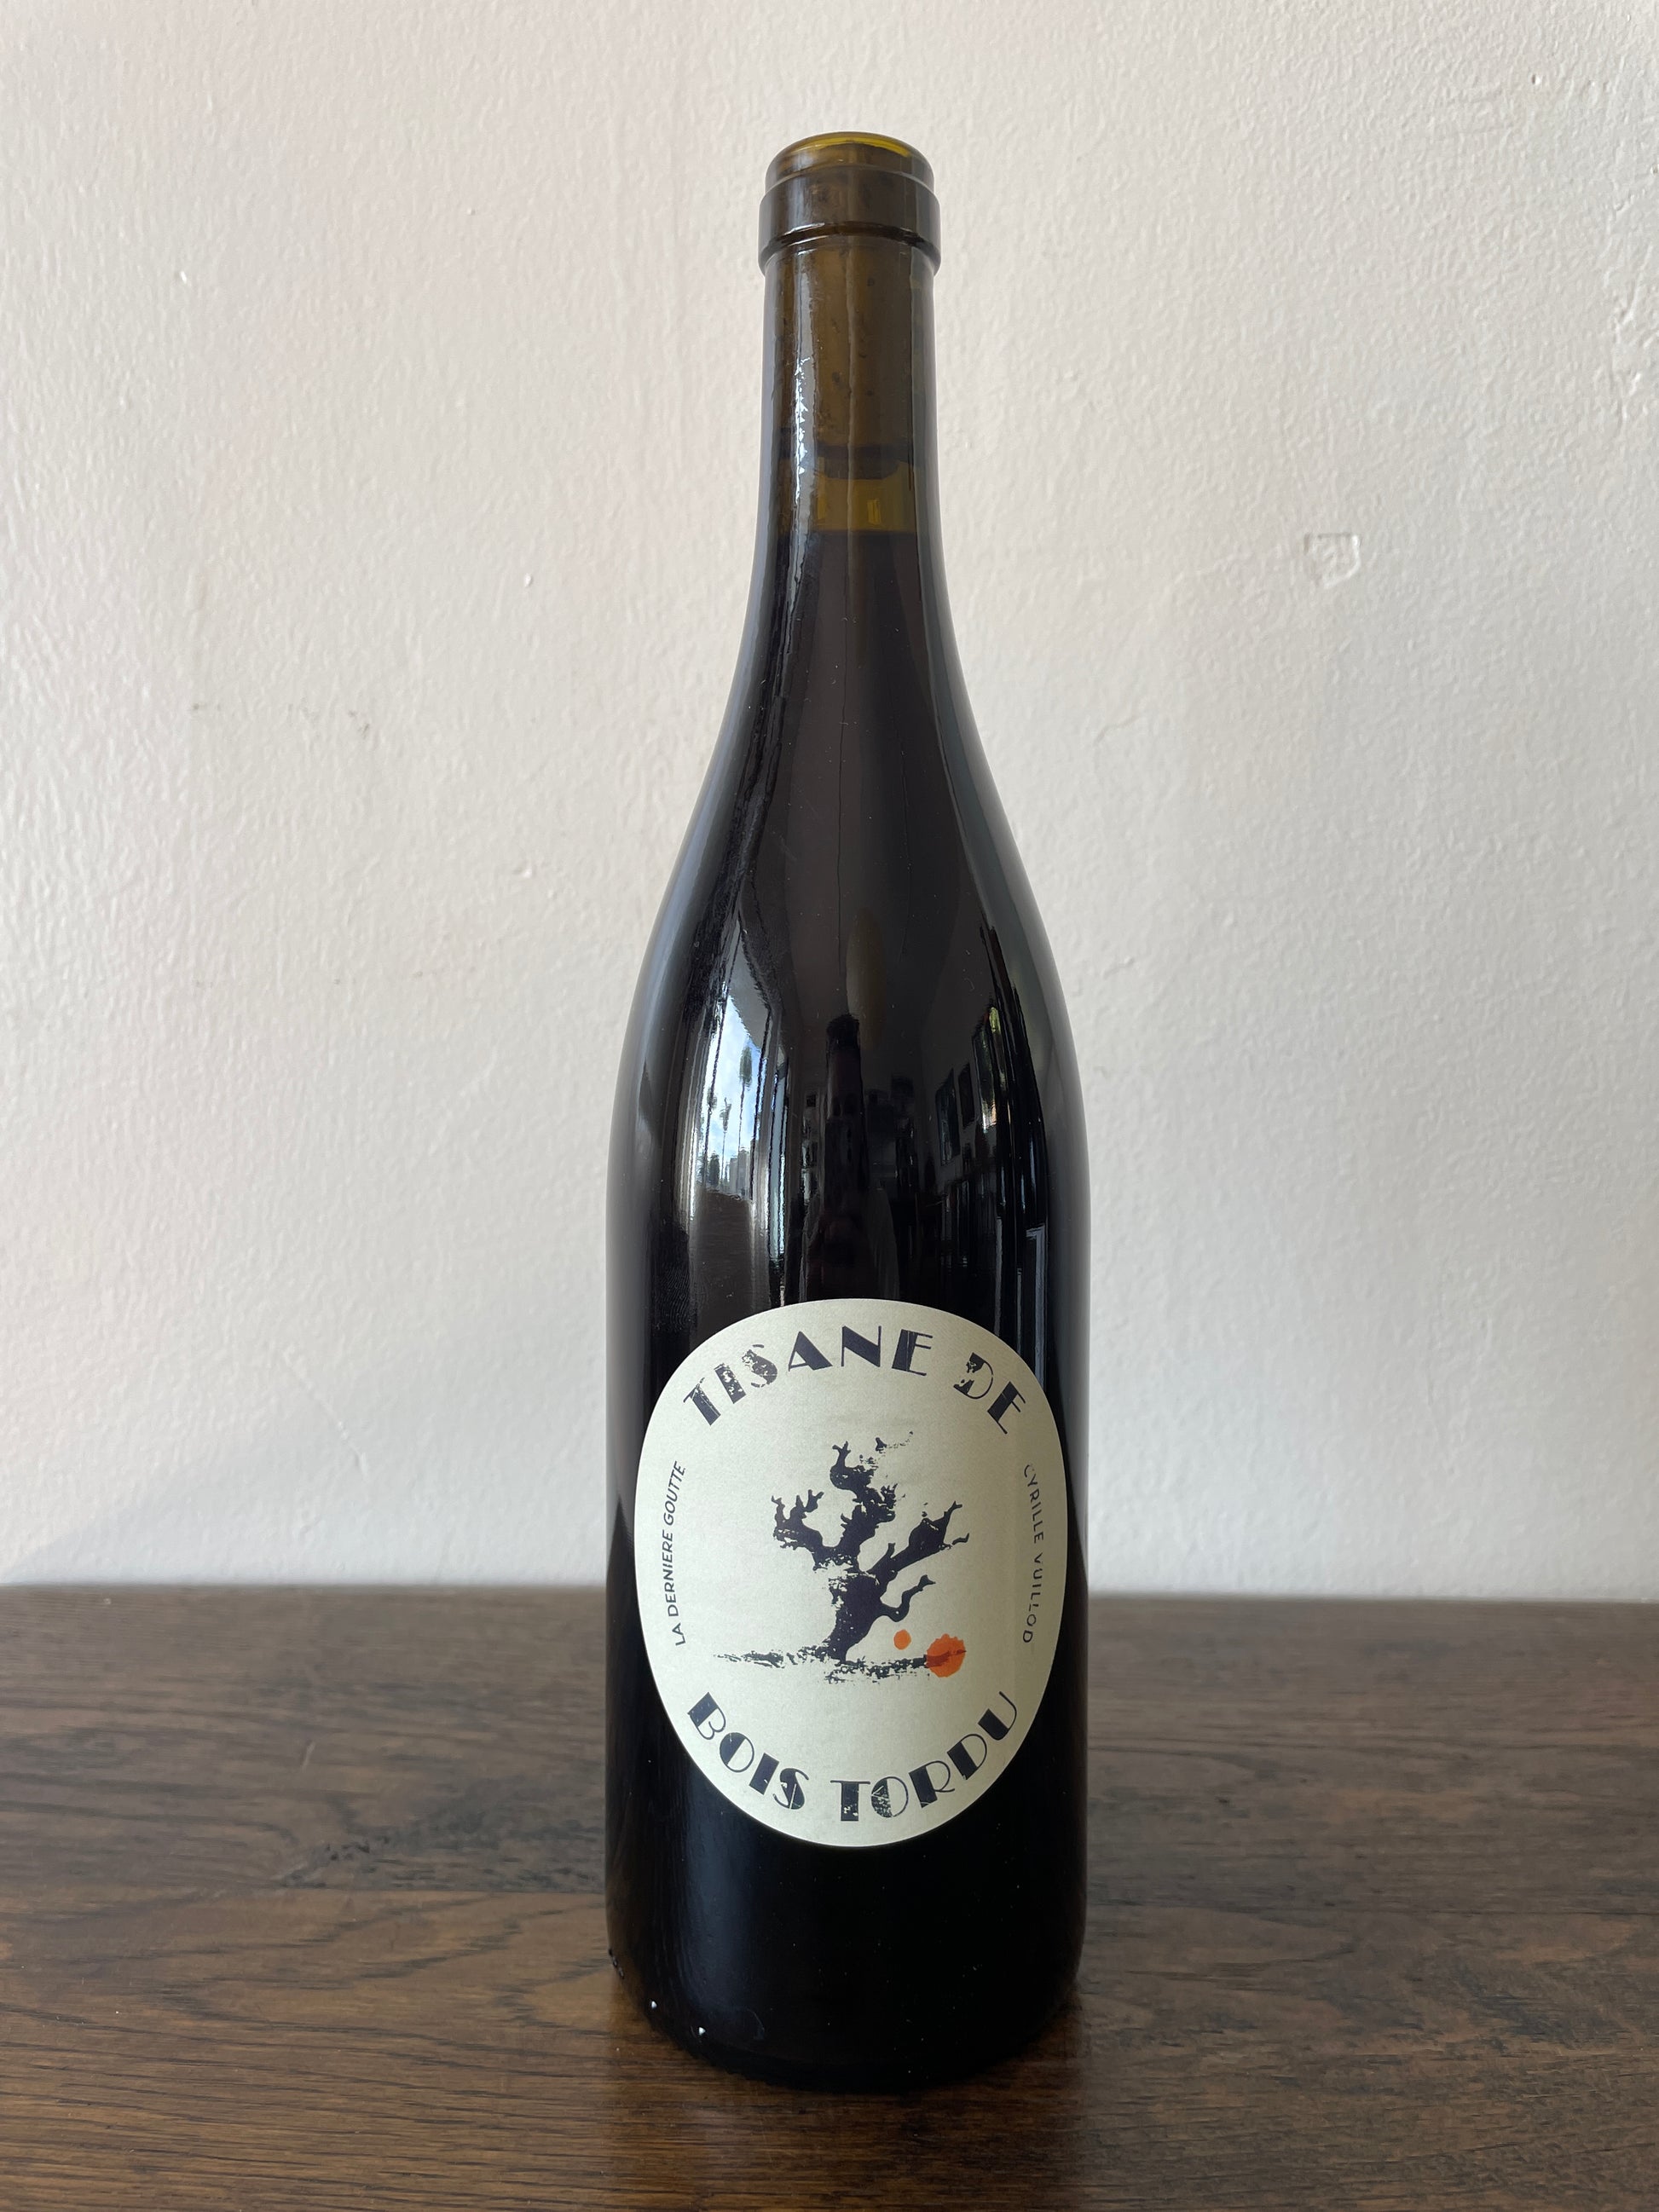 TISANE DE
LA DERNIERE GOUTTE
CYRILLE VUILLOD
BOIS TORDU